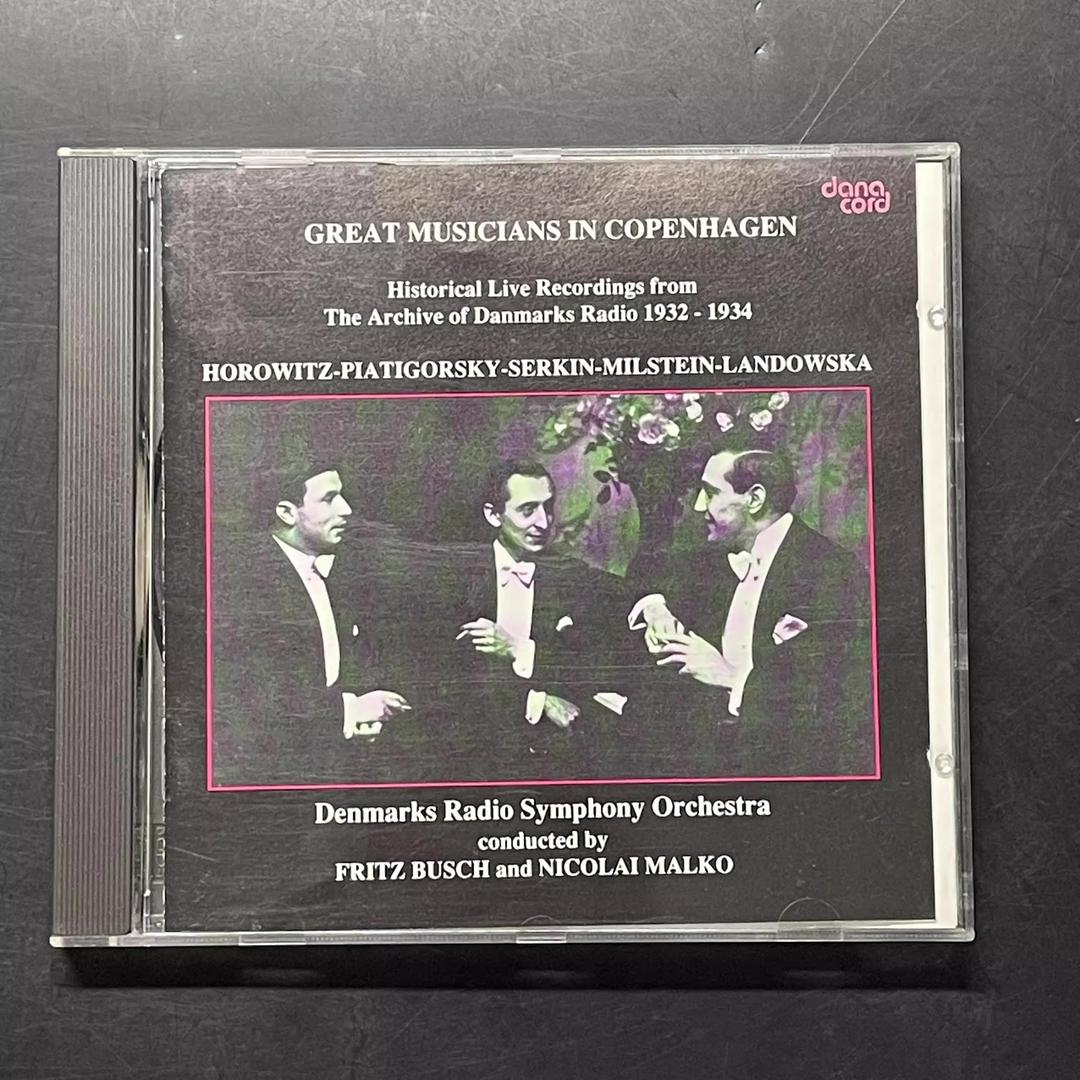 dana
cord
GREAT MUSICIANS IN COPENHAGEN
Historical Live Recordings from
The Archive of Danmarks Radio 1932 - 1934
HOROWITZ-PIATIGORSKY-SERKIN-MILSTEIN-LANDOWSKA
Denmarks Radio Symphony Orchestra
conducted by
FRITZ BUSCH and NICOLAI MALKO